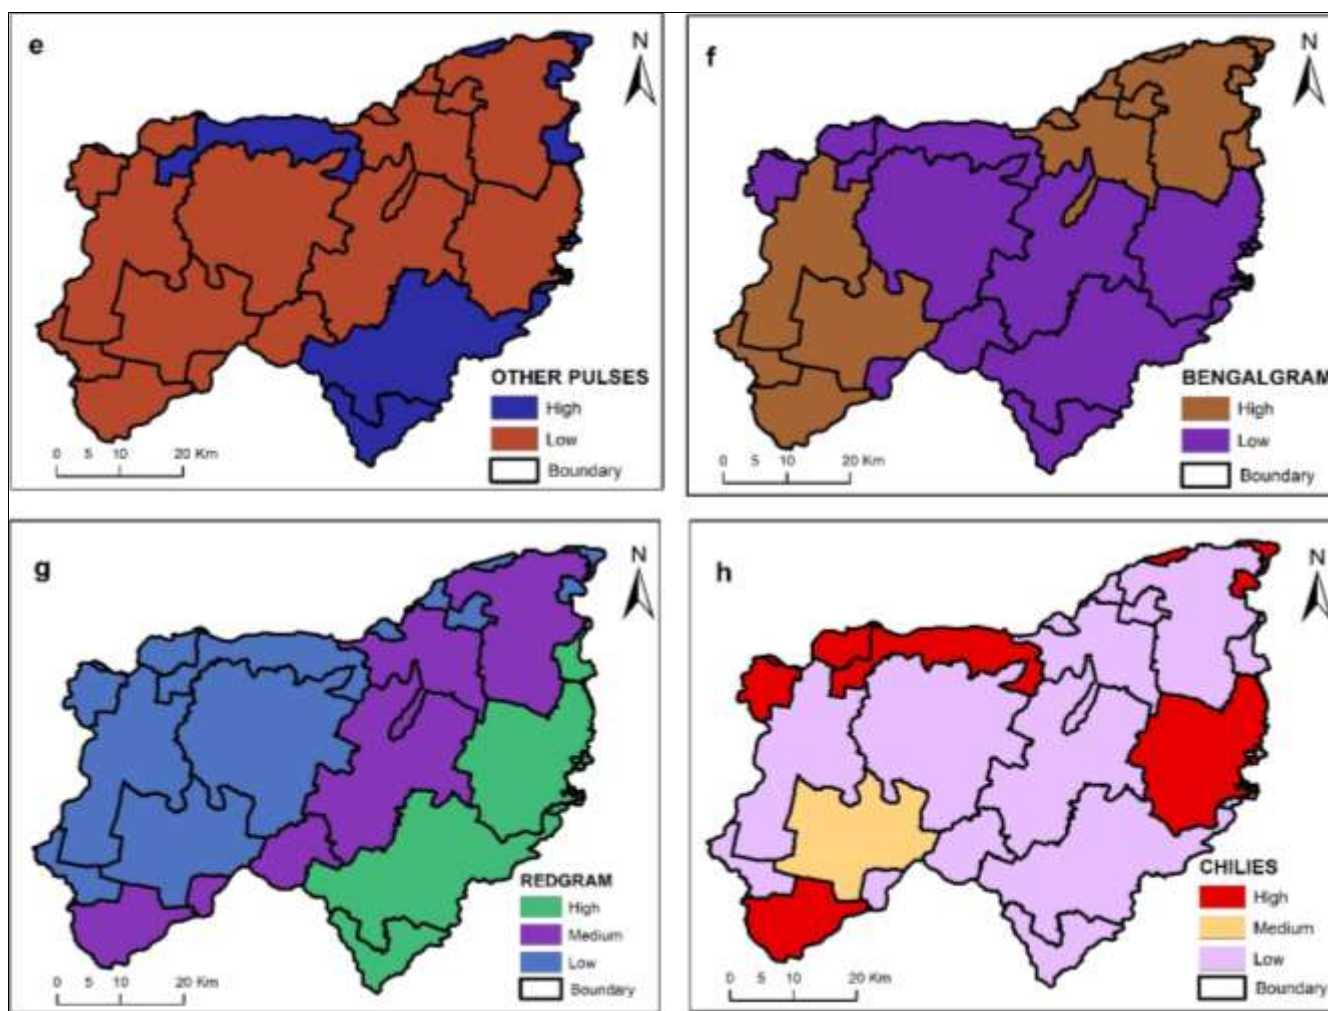 e
N
OTHER PULSES
High
Low
Boundary
0 5 10 20 Km
f
N
BENGALGRAM
High
Low
Boundary
0 5 10 20 Km
g
N
REDGRAM
High
Medium
Low
Boundary
0 5 10 20 Km
h
N
CHILIES
High
Medium
Low
Boundary
0 5 10 20 Km